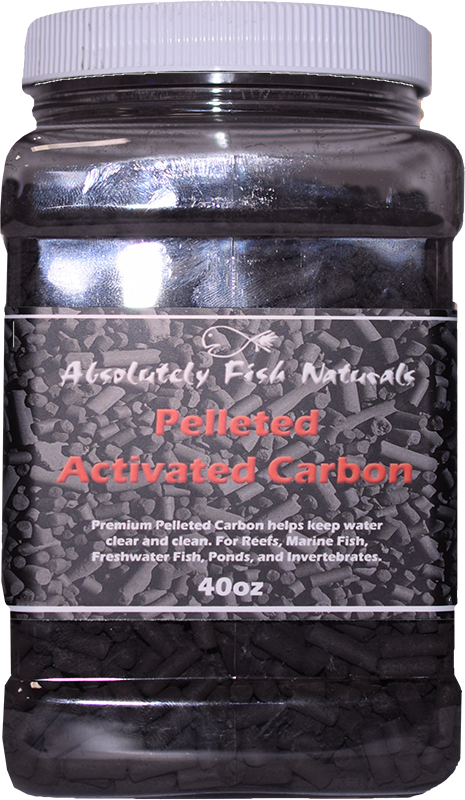 Absolutely Fish Naturals
Pelleted
Activated Carbon
Premium Pelleted Carbon helps keep water
clear and clean. For Reefs, Marine Fish,
Freshwater Fish, Ponds, and Invertebrates.
40oz